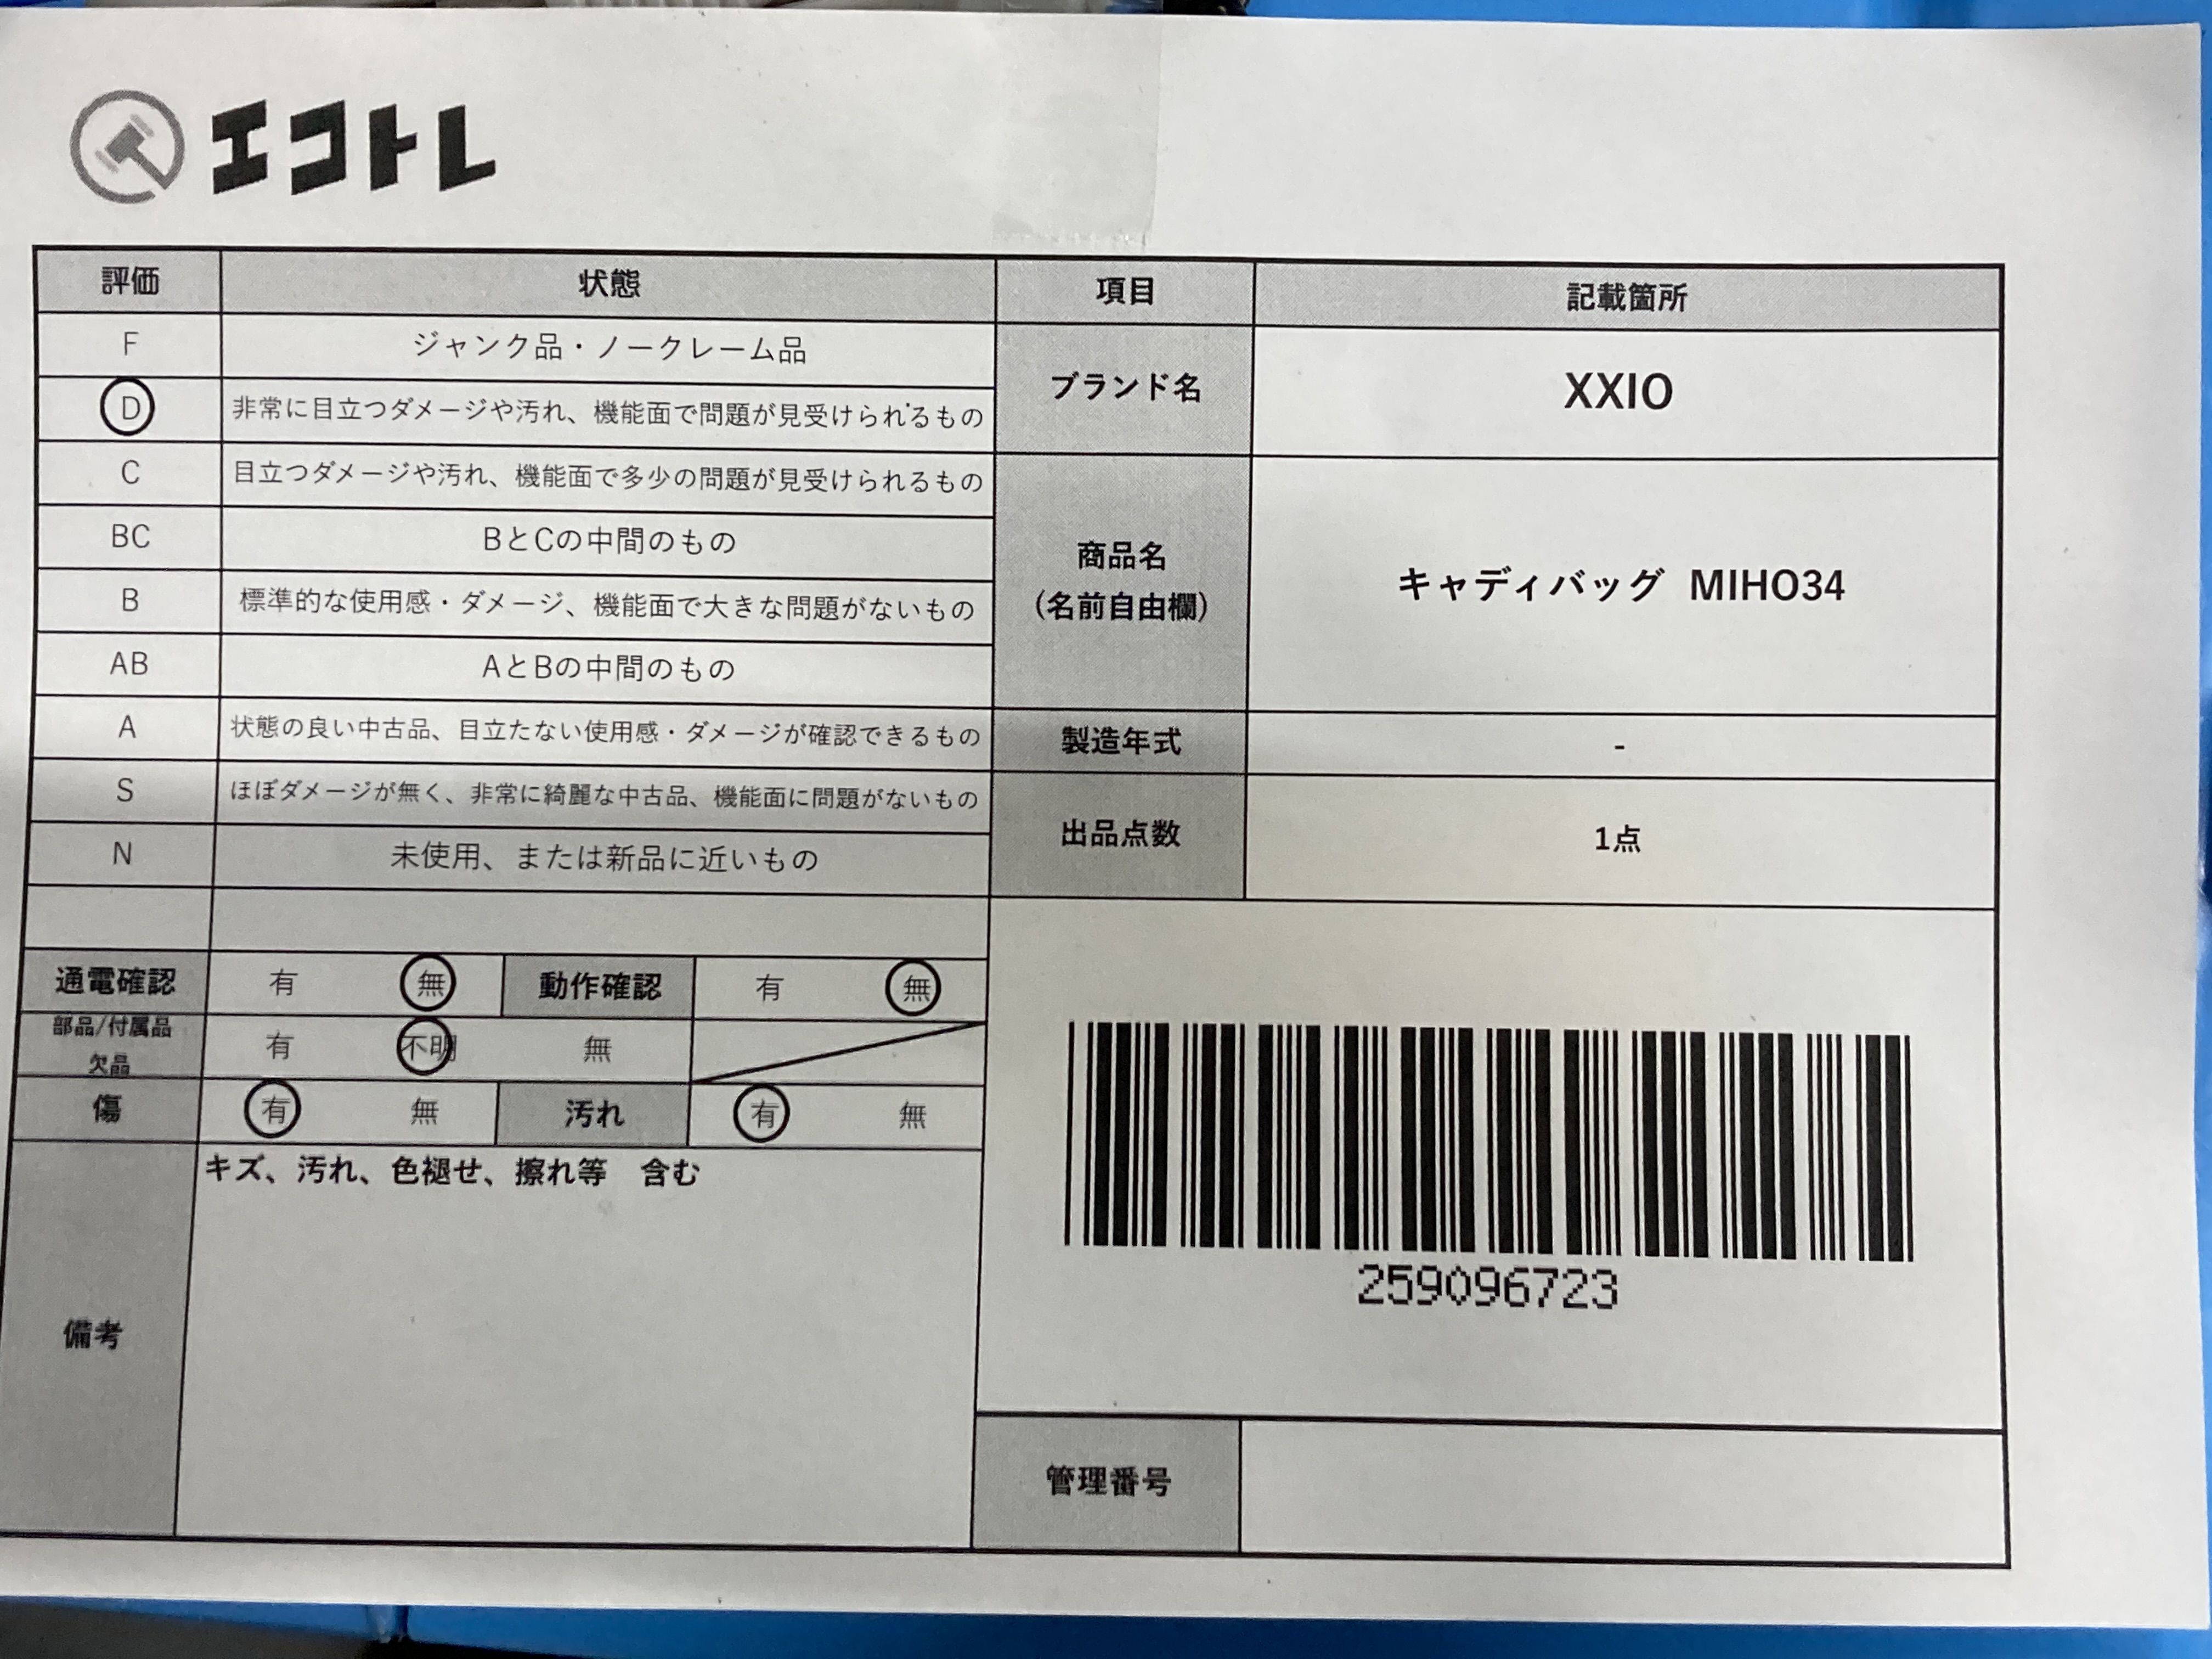 エコトレ
評価 状態 項目 記載箇所
F ジャンク品・ノークレーム品
D 非常に目立つダメージや汚れ、機能面で問題が見受けられるもの
ブランド名 XXIO
C 目立つダメージや汚れ、機能面で多少の問題が見受けられるもの
BC BとCの中間のもの
商品名
(名前自由欄)
キャディバッグ MIHO34
B 標準的な使用感・ダメージ、機能面で大きな問題がないもの
AB AとBの中間のもの
A 状態の良い中古品、目立たない使用感・ダメージが確認できるもの
製造年式 -
S ほぼダメージが無く、非常に綺麗な中古品、機能面に問題がないもの
出品点数 1点
N 未使用、または新品に近いもの
通電確認 有 無 動作確認 有 無
部品/付属品
欠品
有 不明 無
傷 有 無 汚れ 有 無
備考
キズ、汚れ、色褪せ、擦れ等 含む
259096723
管理番号